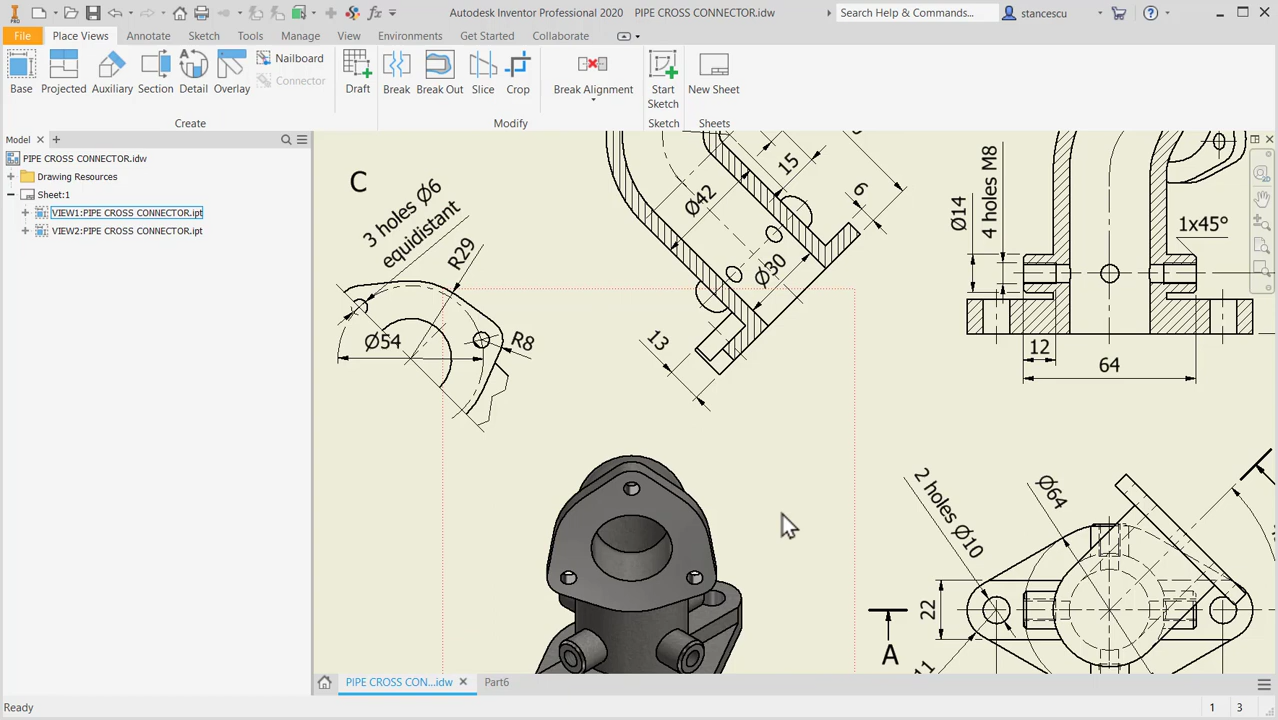 Autodesk Inventor Professional 2020 PIPE CROSS CONNECTOR.idw
Search Help & Commands...
stancescu
PRO
fx
File
Place Views
Annotate
Sketch
Tools
Manage
View
Environments
Get Started
Collaborate
Base
Projected
Auxiliary
Section
Detail
Overlay
Nailboard
Connector
Draft
Break
Break Out
Slice
Crop
Break Alignment
Start
Sketch
New Sheet
Create
Modify
Sketch
Sheets
Model
PIPE CROSS CONNECTOR.idw
Drawing Resources
Sheet:1
VIEW1:PIPE CROSS CONNECTOR.ipt
VIEW2:PIPE CROSS CONNECTOR.ipt
C
3 holes Ø6
equidistant
R29
Ø54
R8
15
Ø42
6
Ø30
13
Ø14
4 holes M8
1x45°
12
64
2 holes Ø10
Ø64
22
A
11
PIPE CROSS CON...idw
Part6
Ready
1
3